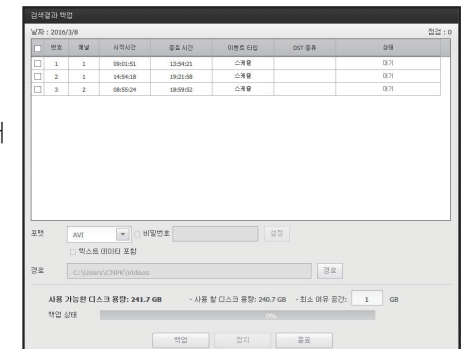 검색결과 백업
날짜 : 2016/3/8 점검 : 0
번호 채널 시작시간 종료 시간 이벤트 타입 DST 종류 상태
1 1 09:01:51 13:54:21 스케쥴 대기
2 1 14:54:18 19:21:58 스케쥴 대기
3 2 08:55:24 18:59:52 스케쥴 대기
포맷 AVI 비밀번호 설정
텍스트 데이터 포함
경로 C:\Users\CNPK\Videos 경로
사용 가능한 디스크 용량: 241.7 GB - 사용 할 디스크 용량: 240.7 GB - 최소 여유 공간: 1 GB
백업 상태 0%
백업 정지 종료